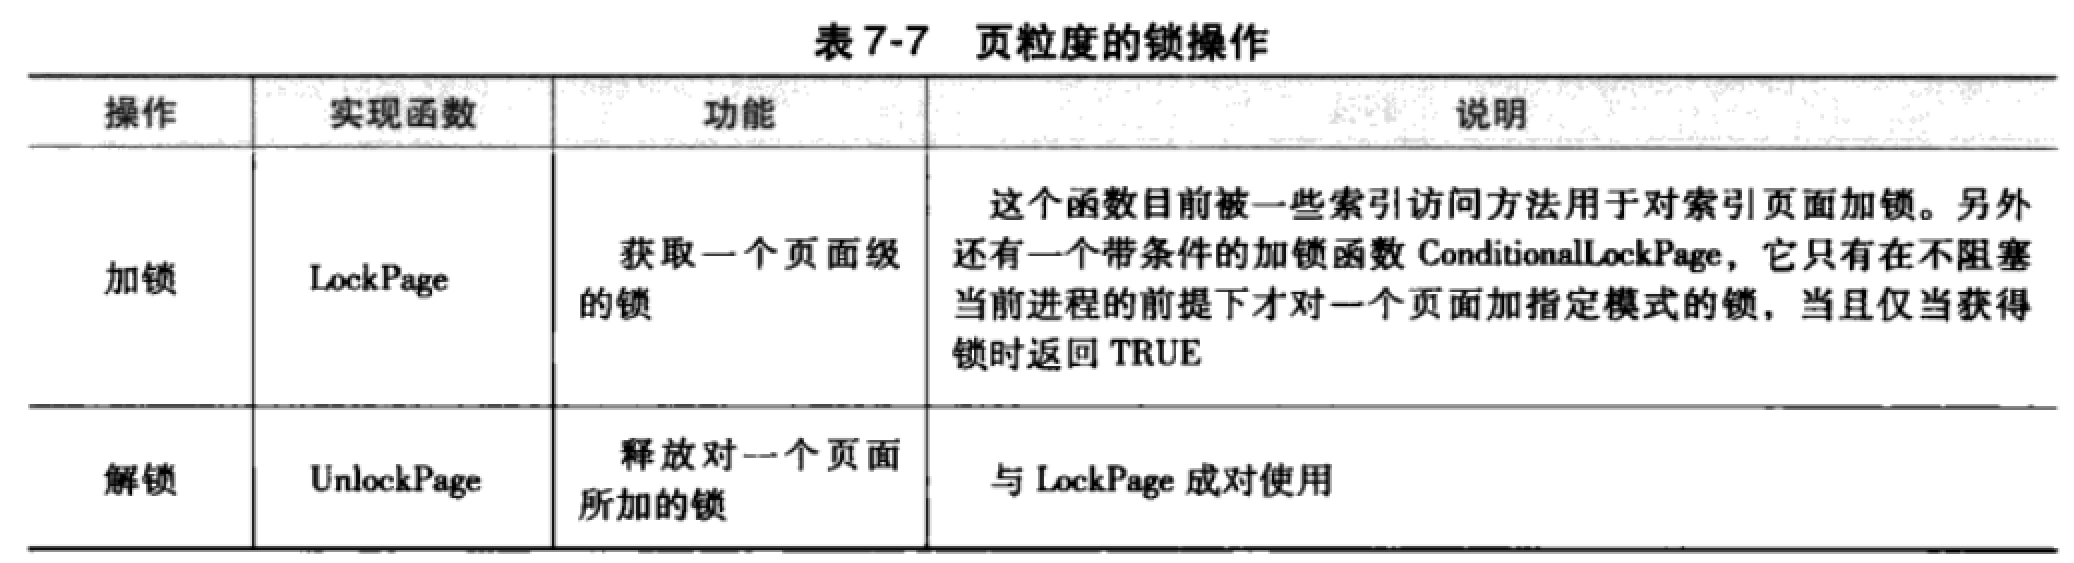 表7-7 页粒度的锁操作
操作 实现函数 功能 说明
加锁
LockPage
获取一个页面级
的锁
这个函数目前被一些索引访问方法用于对索引页面加锁。另外
还有一个带条件的加锁函数 ConditionalLockPage，它只有在不阻塞
当前进程的前提下才对一个页面加指定模式的锁，当且仅当获得
锁时返回 TRUE
解锁
UnlockPage
释放对一个页面
所加的锁
与 LockPage 成对使用